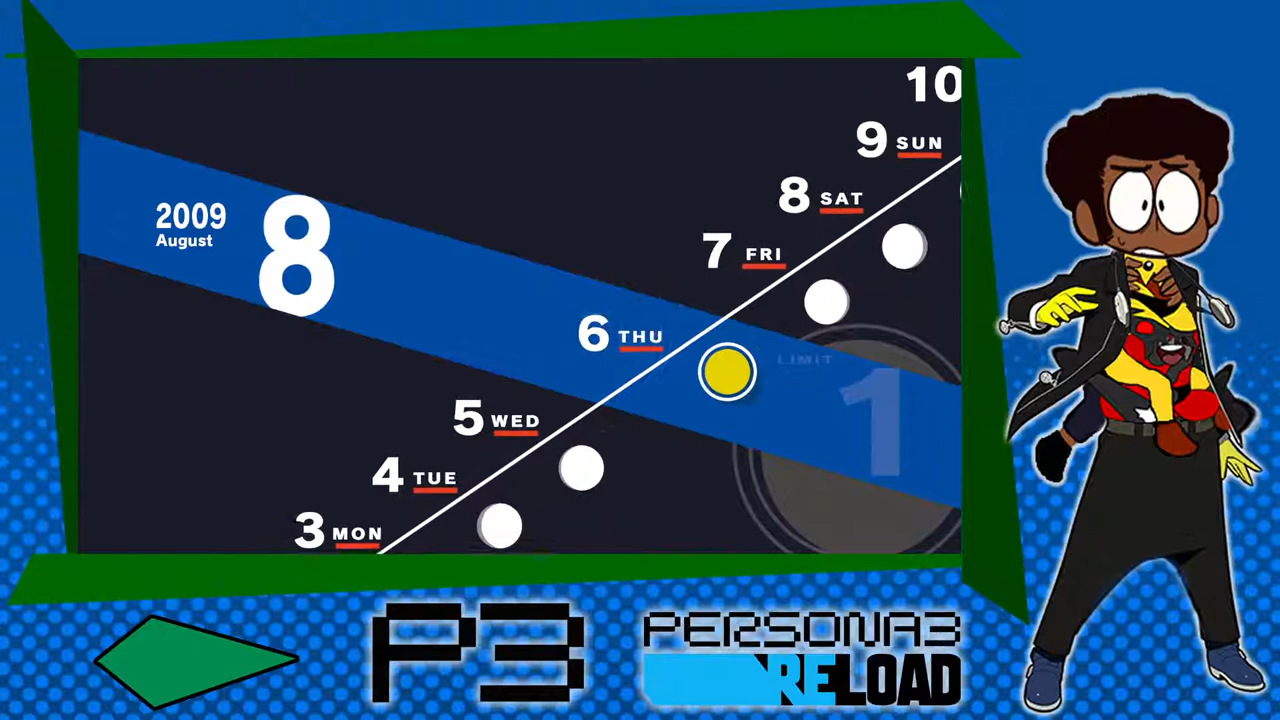 10
9 SUN
8 SAT
7 FRI
2009
August
8
6 THU
LIMIT
1
5 WED
4 TUE
3 MON
P3
PERSONA3
RELOAD